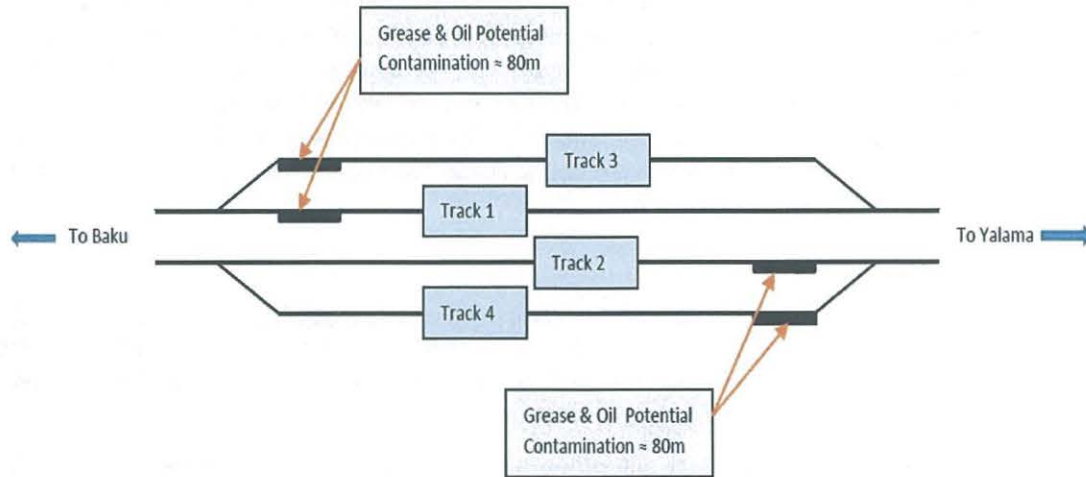 Grease & Oil Potential
Contamination ≈ 80m
Track 3
Track 1
To Baku
To Yalama
Track 2
Track 4
Grease & Oil Potential
Contamination ≈ 80m